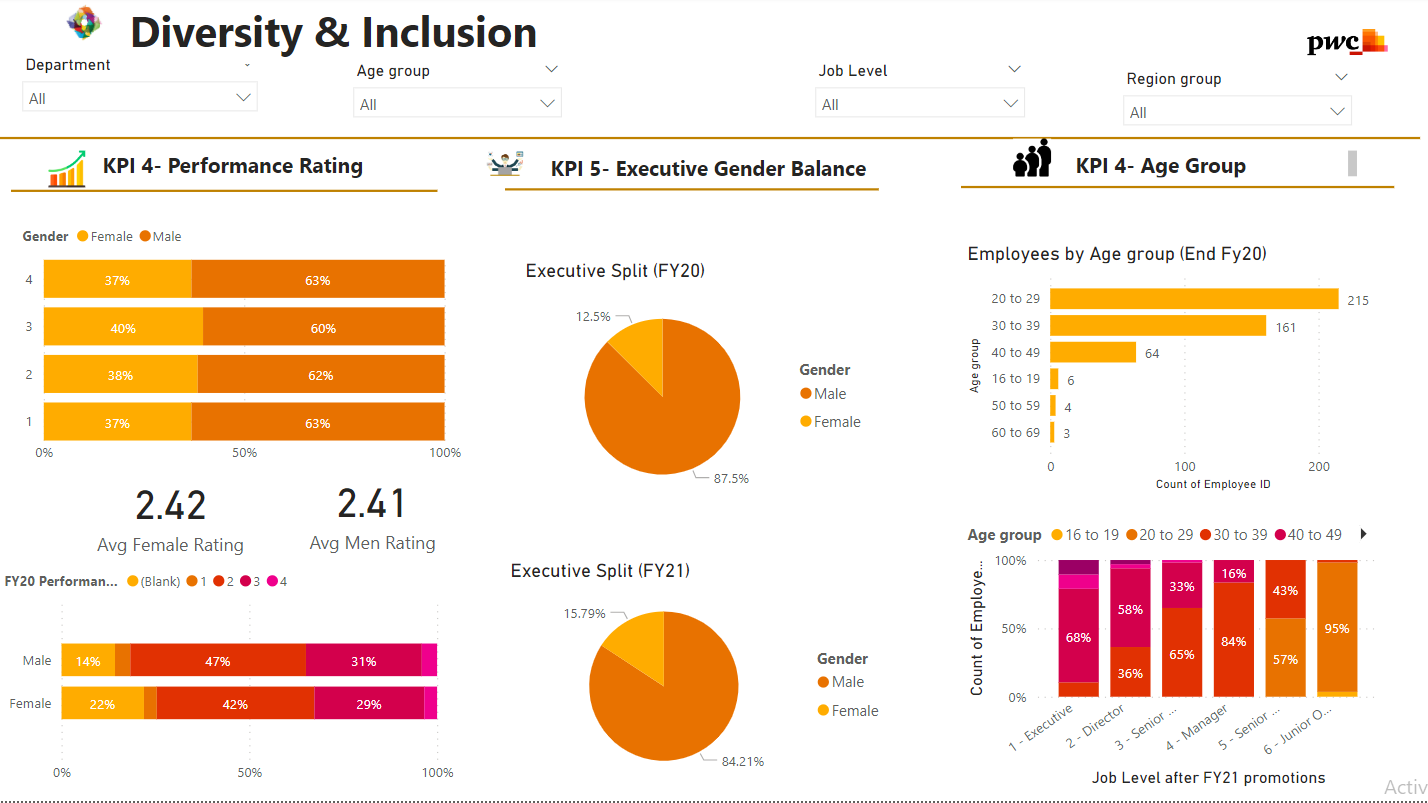 Diversity & Inclusion
pwc
Department
All
Age group
All
Job Level
All
Region group
All
KPI 4- Performance Rating
Gender Female Male
4 37% 63%
3 40% 60%
2 38% 62%
1 37% 63%
0% 50% 100%
2.42
Avg Female Rating
2.41
Avg Men Rating
FY20 Performan... (Blank) 1 2 3 4
Male 14% 47% 31%
Female 22% 42% 29%
0% 50% 100%
KPI 5- Executive Gender Balance
Executive Split (FY20)
12.5%
87.5%
Gender
Male
Female
Executive Split (FY21)
15.79%
84.21%
Gender
Male
Female
KPI 4- Age Group
Employees by Age group (End Fy20)
Age group
20 to 29 215
30 to 39 161
40 to 49 64
16 to 19 6
50 to 59 4
60 to 69 3
0 100 200
Count of Employee ID
Age group 16 to 19 20 to 29 30 to 39 40 to 49
Count of Employe...
100%
50%
0%
68%
58%
36%
33%
65%
16%
84%
43%
57%
95%
1 - Executive
2 - Director
3 - Senior ...
4 - Manager
5 - Senior ...
6 - Junior O...
Job Level after FY21 promotions
Activ